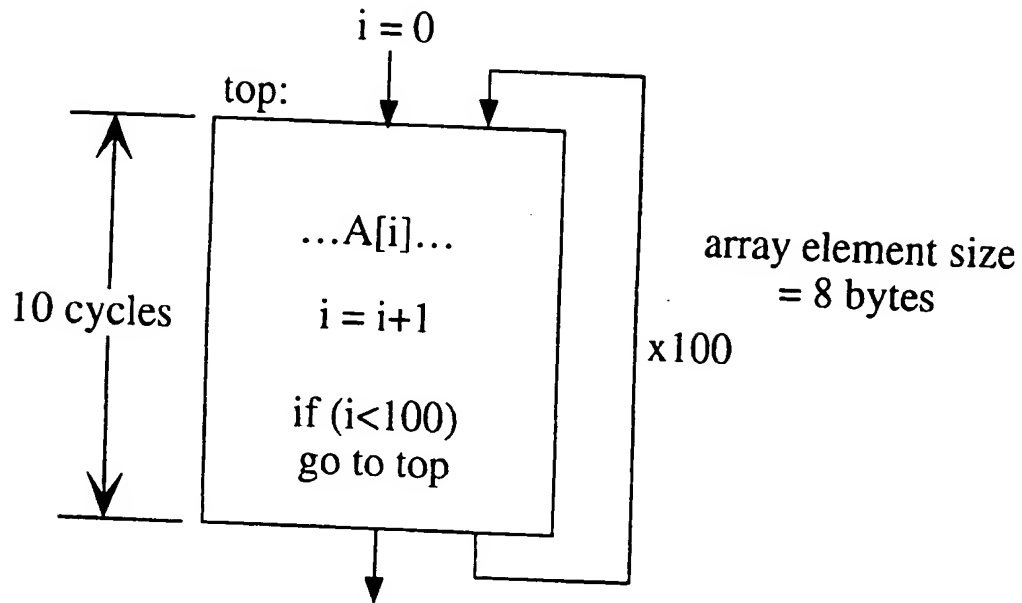 i = 0
top:
...A[i]...
10 cycles
i = i+1
array element size
= 8 bytes
x100
if (i<100)
go to top